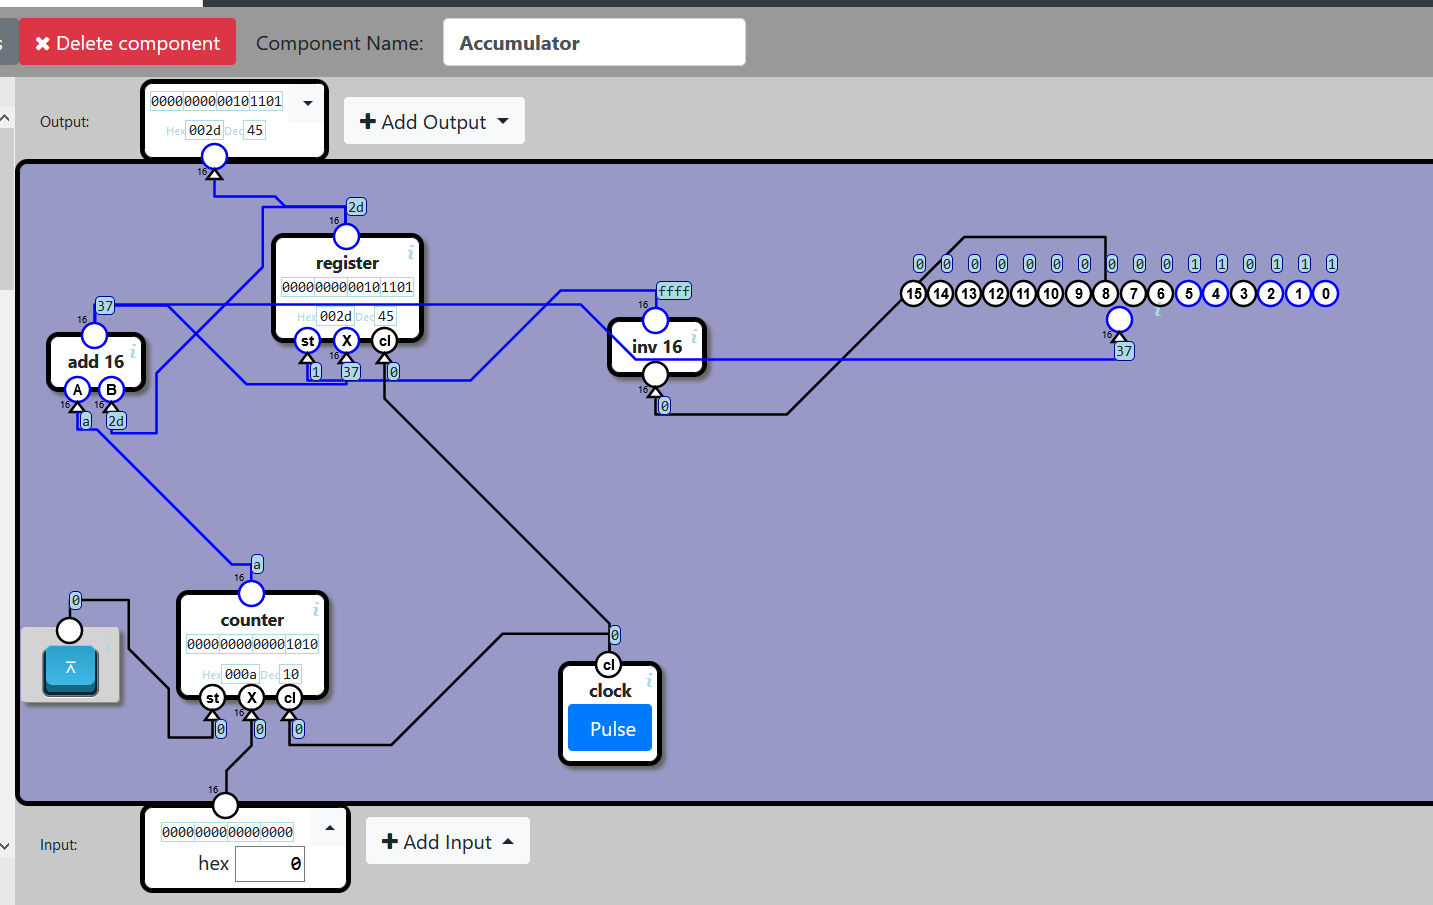 s ✖ Delete component Component Name: Accumulator
Output:
0000000000101101
Hex 002d Dec 45
+ Add Output
16
2d
16
i
register
0000000000101101
Hex 002d Dec 45
st X cl
16
1 37 0
37
16
i
add 16
A B
16 16
a 2d
ffff
16
i
inv 16
16
0
0 0 0 0 0 0 0 0 0 0 1 1 0 1 1 1
15 14 13 12 11 10 9 8 7 6 5 4 3 2 1 0
i
16
37
a
16
i
counter
0000000000001010
Hex 000a Dec 10
st X cl
16
0 0 0
0
i
0
cl
i
clock
Pulse
16
Input:
0000000000000000
hex 0
+ Add Input